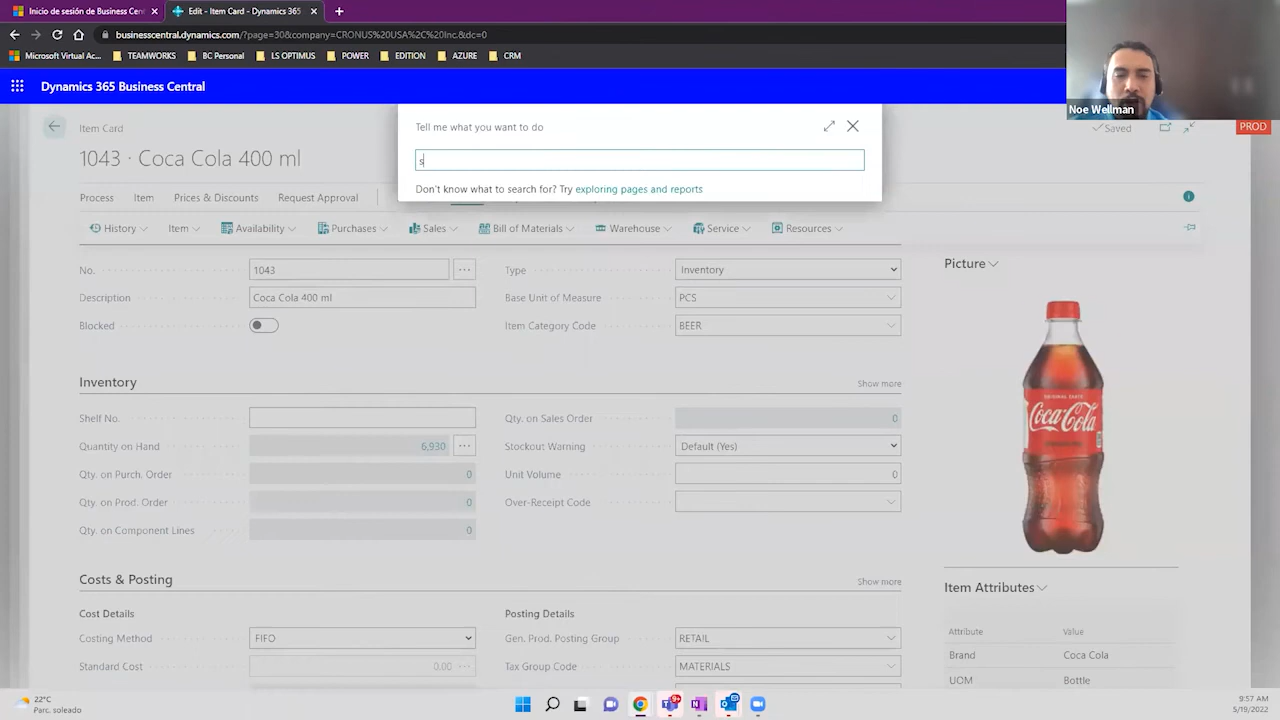 Inicio de sesión de Business Centr
Edit - Item Card - Dynamics 365
businesscentral.dynamics.com/?page=30&company=CRONUS%20USA%2C%20Inc.&dc=0
Microsoft Virtual Ac... TEAMWORKS BC Personal LS OPTIMUS POWER EDITION AZURE CRM
Dynamics 365 Business Central
Noe Wellman
Item Card
Tell me what you want to do
Saved
PROD
1043 · Coca Cola 400 ml
s
Don't know what to search for? Try exploring pages and reports
Process Item Prices & Discounts Request Approval
History Item Availability Purchases Sales Bill of Materials Warehouse Service Resources
No. 1043 Type Inventory
Picture
Description Coca Cola 400 ml Base Unit of Measure PCS
Blocked Item Category Code BEER
Inventory Show more
Shelf No. Qty. on Sales Order 0
Quantity on Hand 6,930 Stockout Warning Default (Yes)
Qty. on Purch. Order 0 Unit Volume 0
Qty. on Prod. Order 0 Over-Receipt Code
Qty. on Component Lines 0
ORIGINAL TASTE
Coca-Cola
Costs & Posting Show more
Item Attributes
Cost Details Posting Details
Attribute Value
Costing Method FIFO Gen. Prod. Posting Group RETAIL
Brand Coca Cola
Standard Cost 0.00 Tax Group Code MATERIALS
UOM Bottle
22°C
Parc. soleado
9:57 AM
5/19/2022